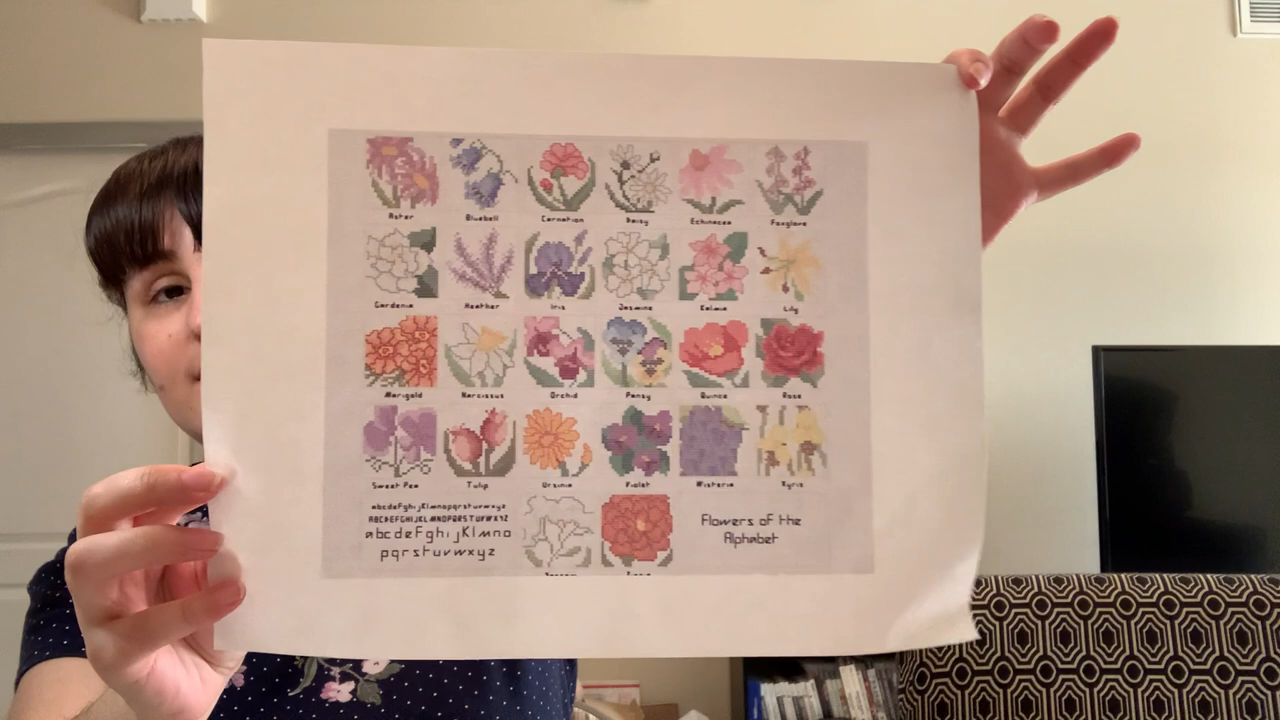 Aster Bluebell Carnation Daisy Echinacea Foxglove
Gardenia Heather Iris Jasmine Kalmia Lily
Marigold Narcissus Orchid Pansy Quince Rose
Sweet Pea Tulip Ursinia Violet Wisteria Xyris
abcdefghijklmnopqrstuvwxyz
ABCDEFGHIJKLMNOPQRSTUVWXYZ
abcdefghijklmno
pqrstuvwxyz
Flowers of the
Alphabet